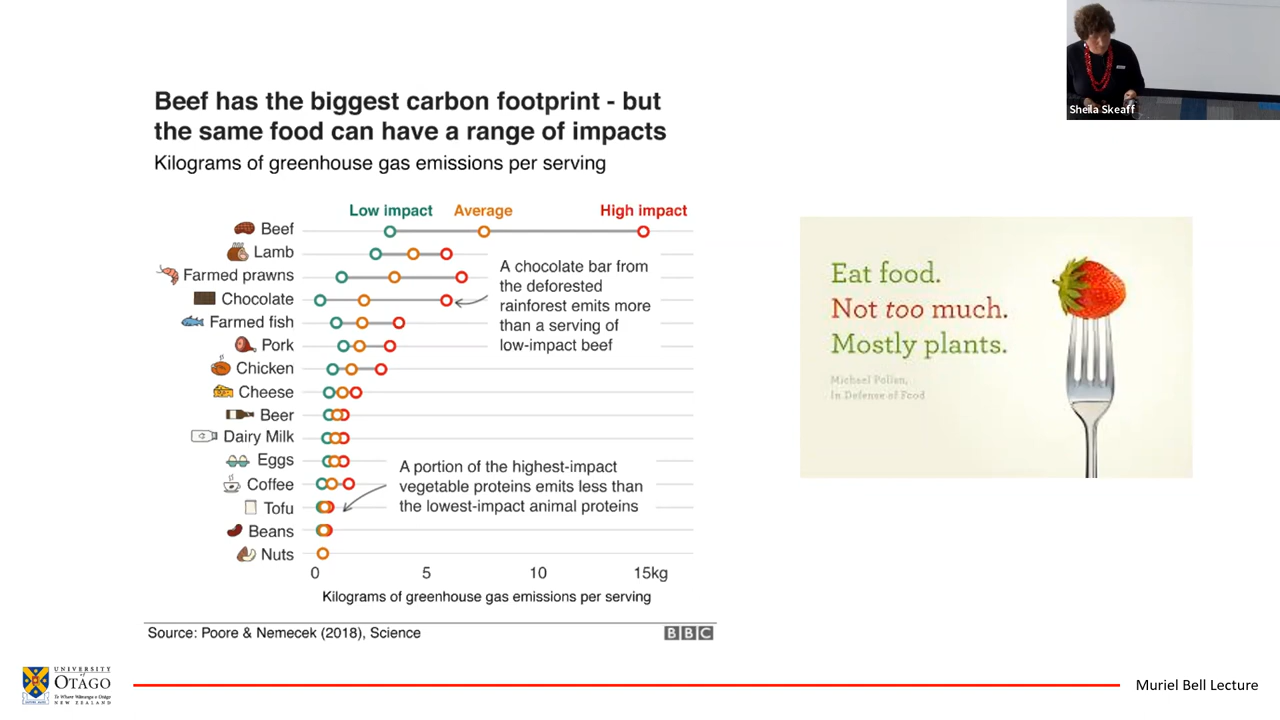 Beef has the biggest carbon footprint - but
the same food can have a range of impacts
Kilograms of greenhouse gas emissions per serving
Low impact Average High impact
Beef
Lamb
Farmed prawns
Chocolate
Farmed fish
Pork
Chicken
Cheese
Beer
Dairy Milk
Eggs
Coffee
Tofu
Beans
Nuts
A chocolate bar from
the deforested
rainforest emits more
than a serving of
low-impact beef
A portion of the highest-impact
vegetable proteins emits less than
the lowest-impact animal proteins
0 5 10 15kg
Kilograms of greenhouse gas emissions per serving
Source: Poore & Nemecek (2018), Science
BBC
Eat food.
Not too much.
Mostly plants.
Michael Pollan,
In Defense of Food
Sheila Skeaff
UNIVERSITY
of
OTAGO
Te Whare Wānanga o Otāgo
NEW ZEALAND
Muriel Bell Lecture